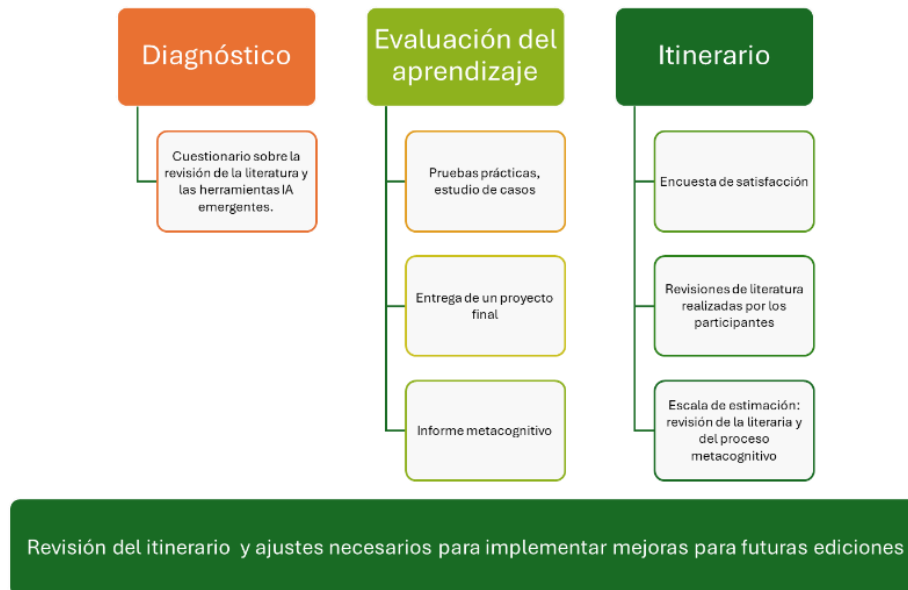 Diagnóstico
Cuestionario sobre la
revisión de la literatura y
las herramientas IA
emergentes.
Evaluación del
aprendizaje
Pruebas prácticas,
estudio de casos
Entrega de un proyecto
final
Informe metacognitivo
Itinerario
Encuesta de satisfacción
Revisiones de literatura
realizadas por los
participantes
Escala de estimación:
revisión de la literaria y
del proceso
metacognitivo
Revisión del itinerario y ajustes necesarios para implementar mejoras para futuras ediciones